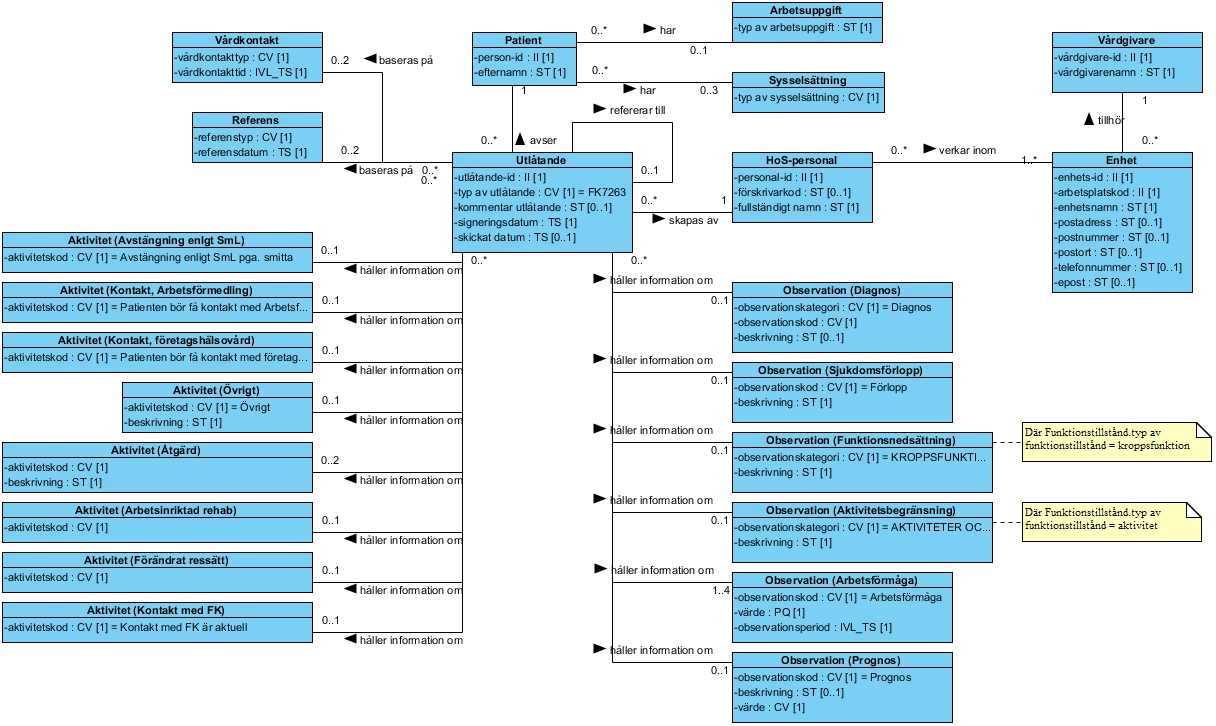 Arbetsuppgift
-typ av arbetsuppgift : ST [1]
0..*
har
0..1
Vårdkontakt
-vårdkontakttyp : CV [1]
-vårdkontakttid : IVL_TS [1]
0..2
baseras på
Patient
-person-id : II [1]
-efternamn : ST [1]
0..*
har
0..3
Sysselsättning
-typ av sysselsättning : CV [1]
Vårdgivare
-vårdgivare-id : II [1]
-vårdgivarenamn : ST [1]
1
tillhör
0..*
Referens
-referenstyp : CV [1]
-referensdatum : TS [1]
0..2
baseras på
0..*
0..*
1
0..*
avser
refererar till
0..1
Utlåtande
-utlåtande-id : II [1]
-typ av utlåtande : CV [1] = FK7263
-kommentar utlåtande : ST [0..1]
-signeringsdatum : TS [1]
-skickat datum : TS [0..1]
0..*
skapas av
1
HoS-personal
-personal-id : II [1]
-förskrivarkod : ST [0..1]
-fullständigt namn : ST [1]
0..*
verkar inom
1..*
Enhet
-enhets-id : II [1]
-arbetsplatskod : II [1]
-enhetsnamn : ST [1]
-postadress : ST [0..1]
-postnummer : ST [0..1]
-postort : ST [0..1]
-telefonnummer : ST [0..1]
-epost : ST [0..1]
0..*
0..*
Aktivitet (Avstängning enlgt SmL)
-aktivitetskod : CV [1] = Avstängning enligt SmL pga. smitta
0..1
håller information om
Aktivitet (Kontakt, Arbetsförmedling)
-aktivitetskod : CV [1] = Patienten bör få kontakt med Arbetsf...
0..1
håller information om
Aktivitet (Kontakt, företagshälsovård)
-aktivitetskod : CV [1] = Patienten bör få kontakt med företag...
0..1
håller information om
Aktivitet (Övrigt)
-aktivitetskod : CV [1] = Övrigt
-beskrivning : ST [1]
0..1
håller information om
Aktivitet (Åtgärd)
-aktivitetskod : CV [1]
-beskrivning : ST [1]
0..2
håller information om
Aktivitet (Arbetsinriktad rehab)
-aktivitetskod : CV [1]
0..1
håller information om
Aktivitet (Förändrat ressätt)
-aktivitetskod : CV [1]
0..1
håller information om
Aktivitet (Kontakt med FK)
-aktivitetskod : CV [1] = Kontakt med FK är aktuell
0..1
håller information om
håller information om
0..1
Observation (Diagnos)
-observationskategori : CV [1] = Diagnos
-observationskod : CV [1]
-beskrivning : ST [0..1]
håller information om
0..1
Observation (Sjukdomsförlopp)
-observationskod : CV [1] = Förlopp
-beskrivning : ST [1]
håller information om
0..1
Observation (Funktionsnedsättning)
-observationskategori : CV [1] = KROPPSFUNKTI...
-beskrivning : ST [1]
Där Funktionstillstånd.typ av
funktionstillstånd = kroppsfunktion
håller information om
0..1
Observation (Aktivitetsbegränsning)
-observationskategori : CV [1] = AKTIVITETER OC...
-beskrivning : ST [1]
Där Funktionstillstånd.typ av
funktionstillstånd = aktivitet
håller information om
1..4
Observation (Arbetsförmåga)
-observationskod : CV [1] = Arbetsförmåga
-värde : PQ [1]
-observationsperiod : IVL_TS [1]
håller information om
0..1
Observation (Prognos)
-observationskod : CV [1] = Prognos
-beskrivning : ST [0..1]
-värde : CV [1]